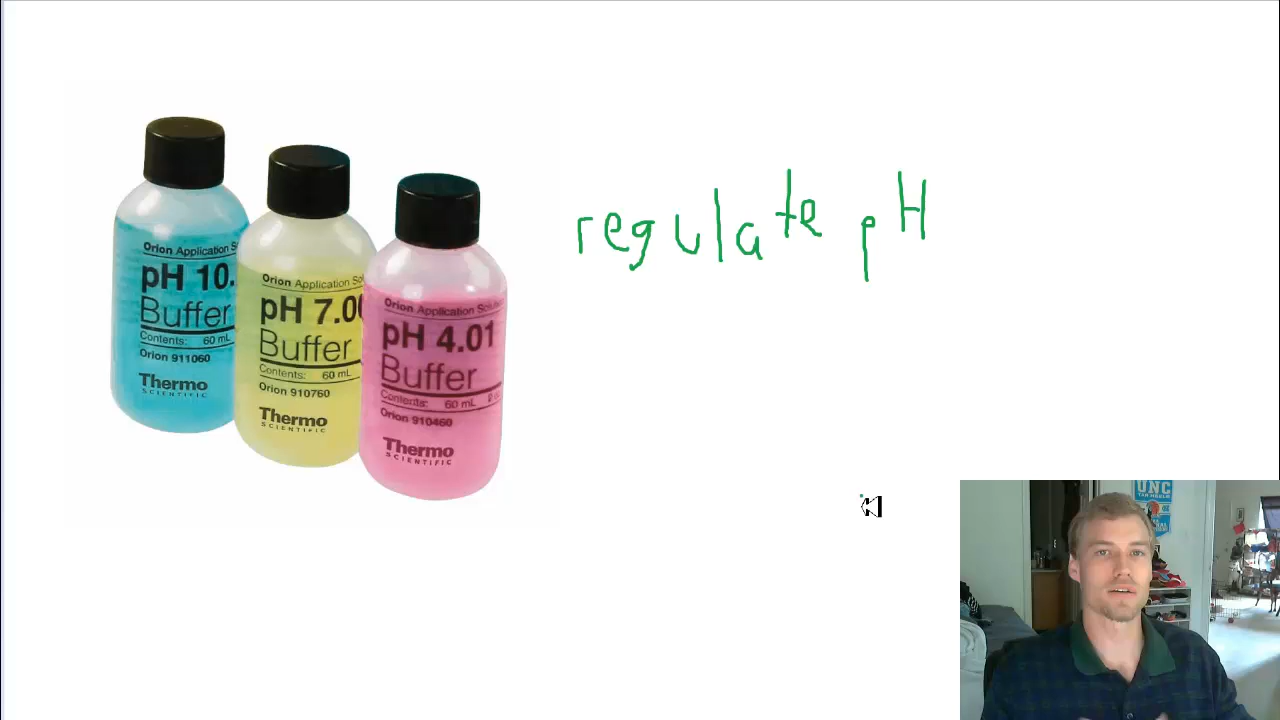 Orion Application S
pH 10.
Buffer
Contents: 60 mL
Orion 911060
Thermo
SCIENTIFIC
Orion Application
pH 7.00
Buffer
Contents: 60 mL
Orion 910760
Thermo
SCIENTIFIC
Orion Application Solu
pH 4.01
Buffer
Contents: 60 mL
Orion 910460
Thermo
SCIENTIFIC
regulate pH
UNC
TAR HEELS